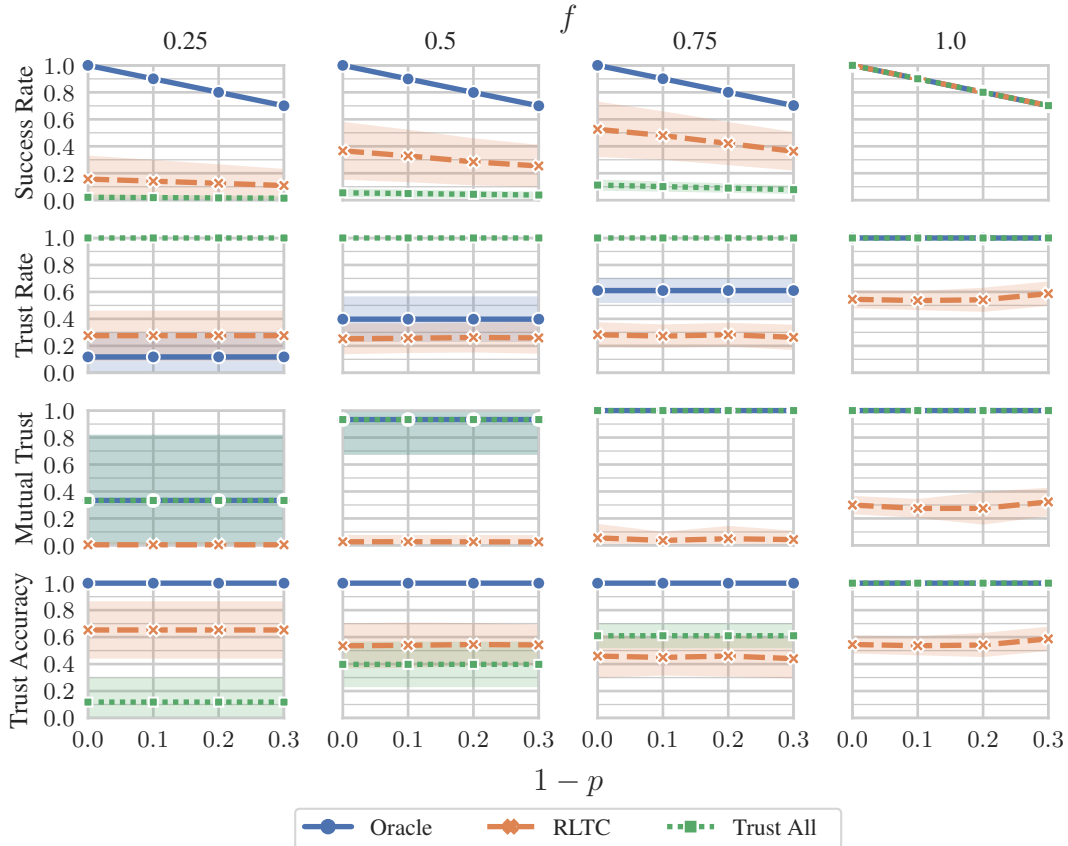 f
0.25 0.5 0.75 1.0
Success Rate
1.0
0.8
0.6
0.4
0.2
0.0
Trust Rate
1.0
0.8
0.6
0.4
0.2
0.0
Mutual Trust
1.0
0.8
0.6
0.4
0.2
0.0
Trust Accuracy
1.0
0.8
0.6
0.4
0.2
0.0
0.0 0.1 0.2 0.3 0.0 0.1 0.2 0.3 0.0 0.1 0.2 0.3 0.0 0.1 0.2 0.3
1 − p
Oracle RLTC Trust All